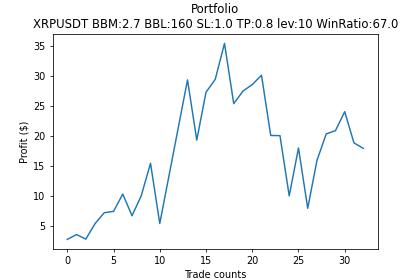 Portfolio
XRPUSDT BBM:2.7 BBL:160 SL:1.0 TP:0.8 lev:10 WinRatio:67.0
35
30
25
20
15
10
5
Profit ($)
0 5 10 15 20 25 30
Trade counts